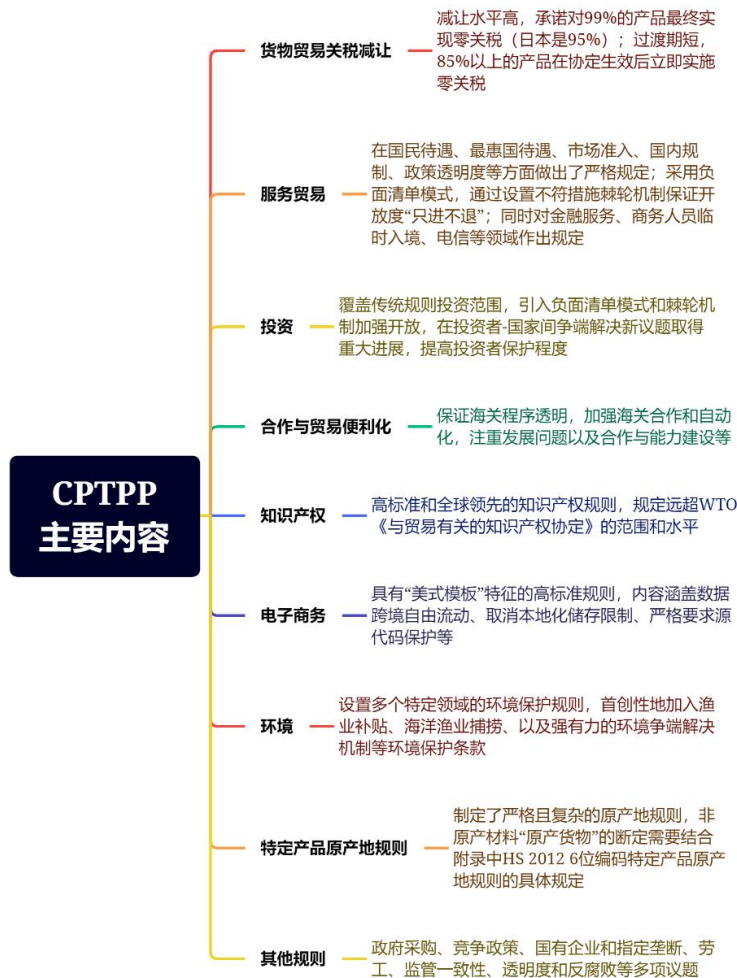 CPTPP
主要内容
货物贸易关税减让
减让水平高，承诺对99%的产品最终实
现零关税（日本是95%）；过渡期短，
85%以上的产品在协定生效后立即实施
零关税
服务贸易
在国民待遇、最惠国待遇、市场准入、国内规
制、政策透明度等方面做出了严格规定；采用负
面清单模式，通过设置不符措施棘轮机制保证开
放度“只进不退”；同时对金融服务、商务人员临
时入境、电信等领域作出规定
投资
覆盖传统规则投资范围，引入负面清单模式和棘轮机
制加强开放，在投资者-国家间争端解决新议题取得
重大进展，提高投资者保护程度
合作与贸易便利化
保证海关程序透明，加强海关合作和自动
化，注重发展问题以及合作与能力建设等
知识产权
高标准和全球领先的知识产权规则，规定远超WTO
《与贸易有关的知识产权协定》的范围和水平
电子商务
具有“美式模板”特征的高标准规则，内容涵盖数据
跨境自由流动、取消本地化储存限制、严格要求源
代码保护等
环境
设置多个特定领域的环境保护规则，首创性地加入渔
业补贴、海洋渔业捕捞、以及强有力的环境争端解决
机制等环境保护条款
特定产品原产地规则
制定了严格且复杂的原产地规则，非
原产材料“原产货物”的断定需要结合
附录中HS 2012 6位编码特定产品原产
地规则的具体规定
其他规则
政府采购、竞争政策、国有企业和指定垄断、劳
工、监管一致性、透明度和反腐败等多项议题